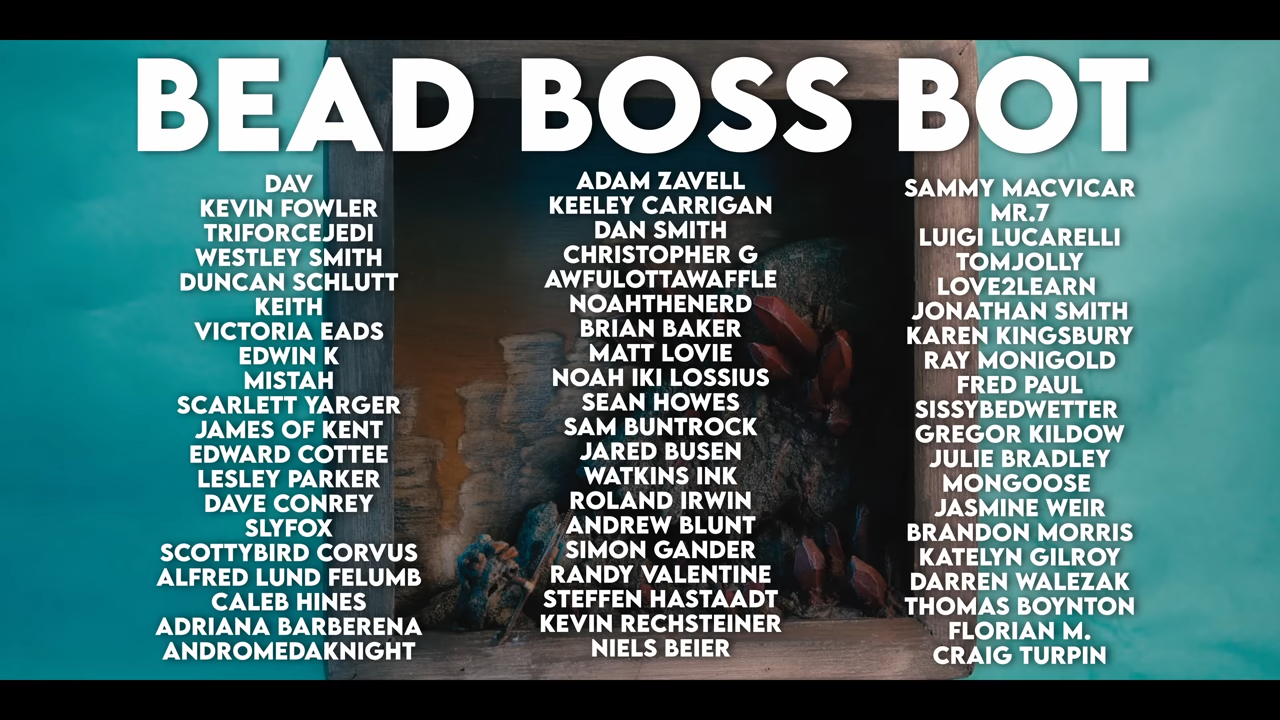 BEAD BOSS BOT
DAV
KEVIN FOWLER
TRIFORCEJEDI
WESTLEY SMITH
DUNCAN SCHLUTT
KEITH
VICTORIA EADS
EDWIN K
MISTAH
SCARLETT YARGER
JAMES OF KENT
EDWARD COTTEE
LESLEY PARKER
DAVE CONREY
SLYFOX
SCOTTYBIRD CORVUS
ALFRED LUND FELUMB
CALEB HINES
ADRIANA BARBERENA
ANDROMEDAKNIGHT
ADAM ZAVELL
KEELEY CARRIGAN
DAN SMITH
CHRISTOPHER G
AWFULOTTAWAFFLE
NOAHTHENERD
BRIAN BAKER
MATT LOVIE
NOAH IKI LOSSIUS
SEAN HOWES
SAM BUNTROCK
JARED BUSEN
WATKINS INK
ROLAND IRWIN
ANDREW BLUNT
SIMON GANDER
RANDY VALENTINE
STEFFEN HASTAADT
KEVIN RECHSTEINER
NIELS BEIER
SAMMY MACVICAR
MR.7
LUIGI LUCARELLI
TOMJOLLY
LOVE2LEARN
JONATHAN SMITH
KAREN KINGSBURY
RAY MONIGOLD
FRED PAUL
SISSYBEDWETTER
GREGOR KILDOW
JULIE BRADLEY
MONGOOSE
JASMINE WEIR
BRANDON MORRIS
KATELYN GILROY
DARREN WALEZAK
THOMAS BOYNTON
FLORIAN M.
CRAIG TURPIN